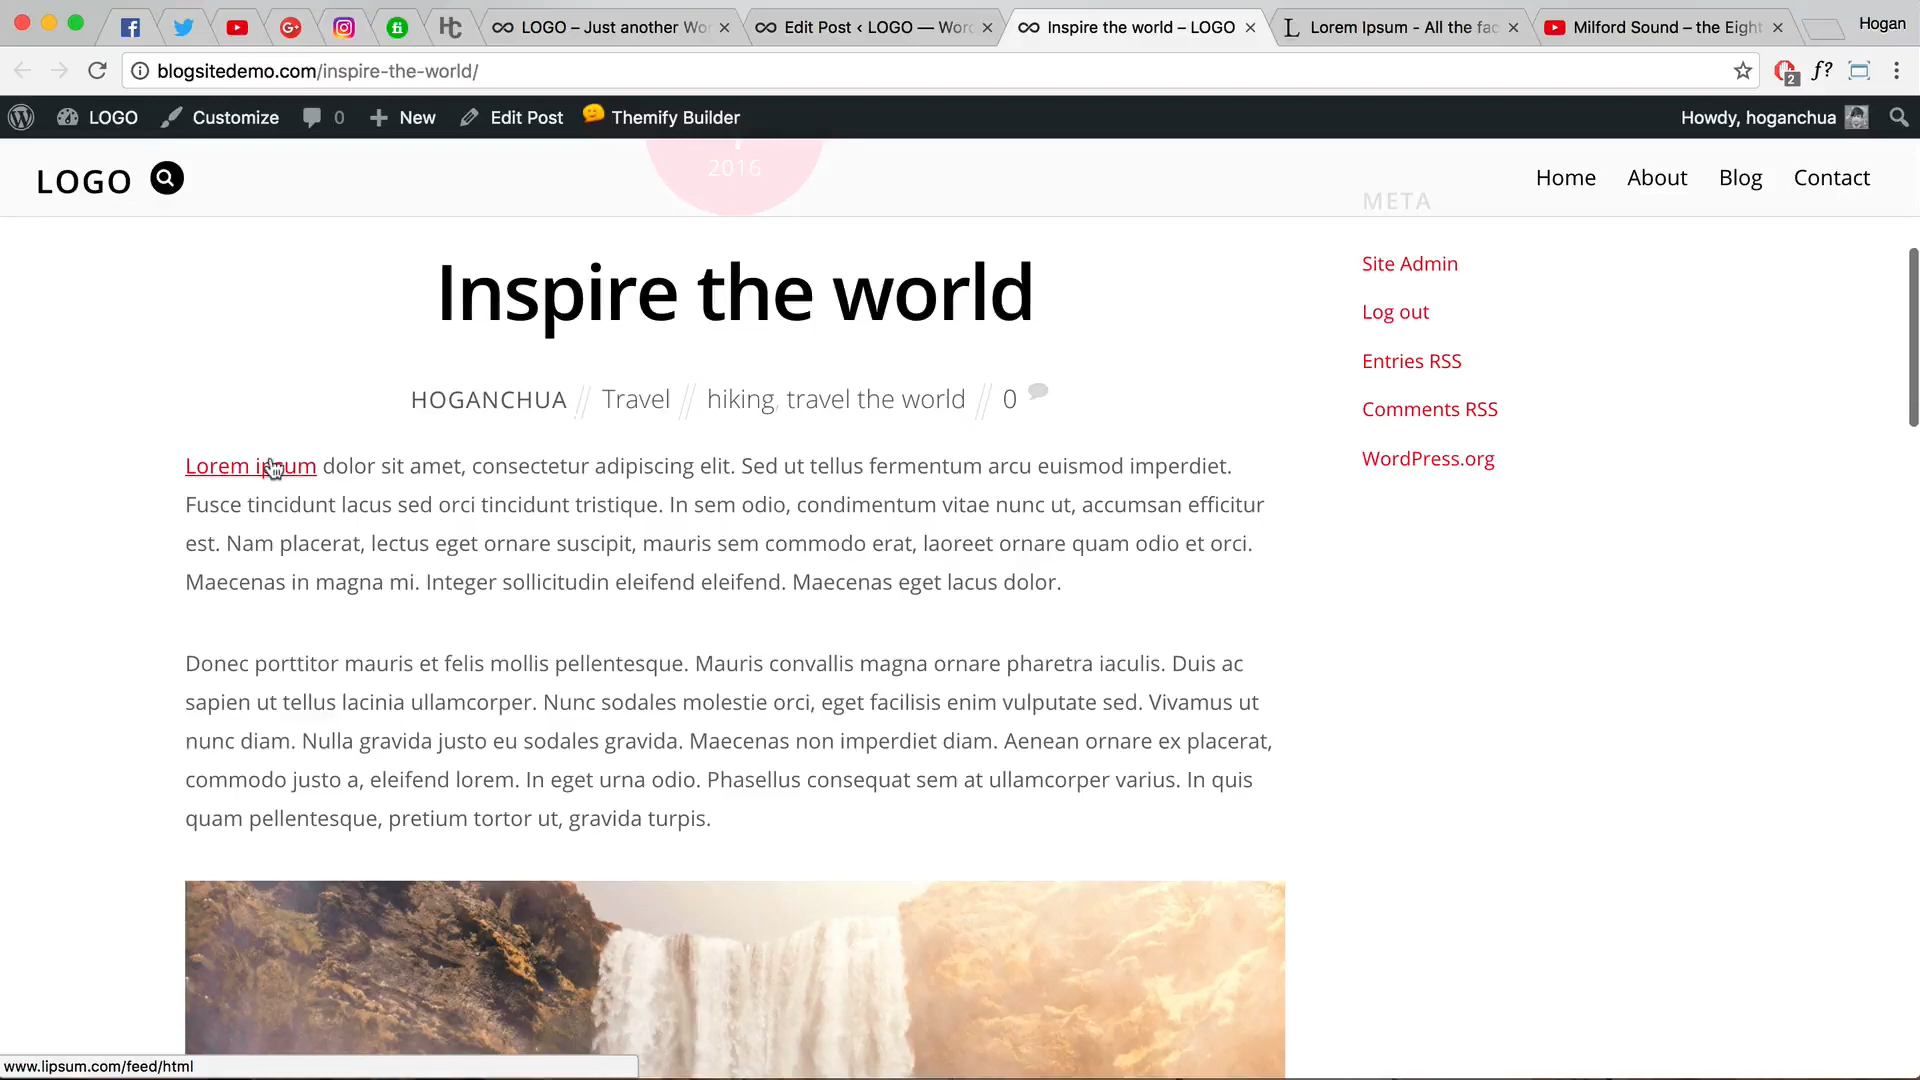 LOGO – Just another Wo
Edit Post ‹ LOGO — Word
Inspire the world – LOGO
Lorem Ipsum - All the fac
Milford Sound – the Eight
Hogan
blogsitedemo.com/inspire-the-world/
2
f?
LOGO
Customize
0
New
Edit Post
Themify Builder
Howdy, hoganchua
2016
LOGO
Home
About
Blog
Contact
META
Site Admin
Log out
Entries RSS
Comments RSS
WordPress.org
Inspire the world
HOGANCHUA // Travel // hiking, travel the world // 0
Lorem ipsum dolor sit amet, consectetur adipiscing elit. Sed ut tellus fermentum arcu euismod imperdiet.
Fusce tincidunt lacus sed orci tincidunt tristique. In sem odio, condimentum vitae nunc ut, accumsan efficitur
est. Nam placerat, lectus eget ornare suscipit, mauris sem commodo erat, laoreet ornare quam odio et orci.
Maecenas in magna mi. Integer sollicitudin eleifend eleifend. Maecenas eget lacus dolor.
Donec porttitor mauris et felis mollis pellentesque. Mauris convallis magna ornare pharetra iaculis. Duis ac
sapien ut tellus lacinia ullamcorper. Nunc sodales molestie orci, eget facilisis enim vulputate sed. Vivamus ut
nunc diam. Nulla gravida justo eu sodales gravida. Maecenas non imperdiet diam. Aenean ornare ex placerat,
commodo justo a, eleifend lorem. In eget urna odio. Phasellus consequat sem at ullamcorper varius. In quis
quam pellentesque, pretium tortor ut, gravida turpis.
www.lipsum.com/feed/html